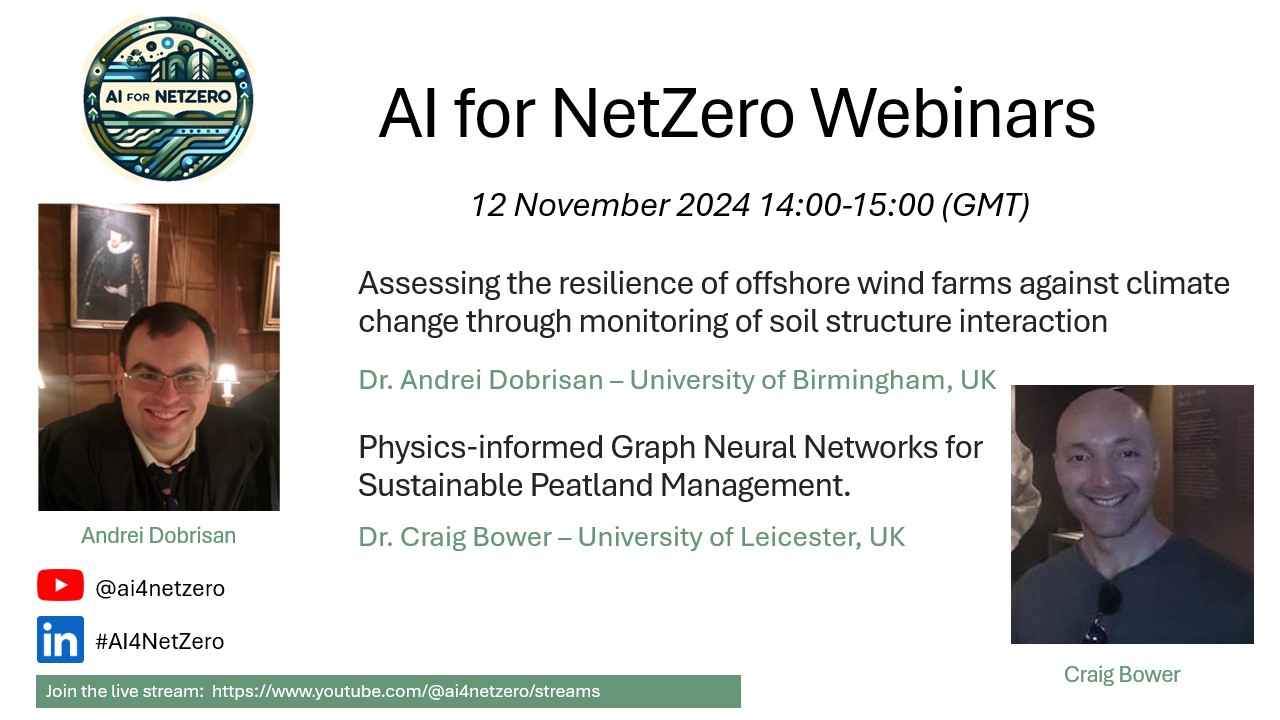 AI FOR NETZERO
AI for NetZero Webinars
12 November 2024 14:00-15:00 (GMT)
Assessing the resilience of offshore wind farms against climate
change through monitoring of soil structure interaction
Dr. Andrei Dobrisan – University of Birmingham, UK
Physics-informed Graph Neural Networks for
Sustainable Peatland Management.
Dr. Craig Bower – University of Leicester, UK
Andrei Dobrisan
@ai4netzero
in
#AI4NetZero
Join the live stream: https://www.youtube.com/@ai4netzero/streams
Craig Bower